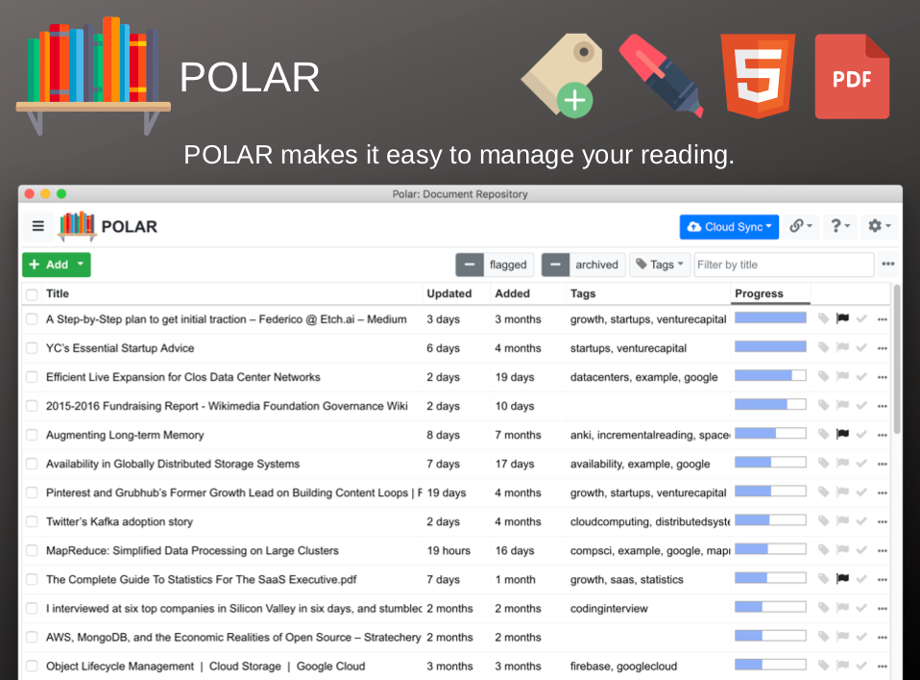 POLAR
5
PDF
POLAR makes it easy to manage your reading.
Polar: Document Repository
POLAR
Cloud Sync
?
+ Add
flagged
archived
Tags
Filter by title
Title Updated Added Tags Progress
A Step-by-Step plan to get initial traction – Federico @ Etch.ai – Medium 3 days 3 months growth, startups, venturecapital
YC's Essential Startup Advice 6 days 4 months startups, venturecapital
Efficient Live Expansion for Clos Data Center Networks 2 days 19 days datacenters, example, google
2015-2016 Fundraising Report - Wikimedia Foundation Governance Wiki 2 days 10 days
Augmenting Long-term Memory 8 days 7 months anki, incrementalreading, space
Availability in Globally Distributed Storage Systems 7 days 17 days availability, example, google
Pinterest and Grubhub's Former Growth Lead on Building Content Loops | F 19 days 4 months growth, startups, venturecapital
Twitter's Kafka adoption story 2 days 4 months cloudcomputing, distributedsyste
MapReduce: Simplified Data Processing on Large Clusters 19 hours 16 days compsci, example, google, mapr
The Complete Guide To Statistics For The SaaS Executive.pdf 7 days 1 month growth, saas, statistics
I interviewed at six top companies in Silicon Valley in six days, and stumblec 2 months 2 months codinginterview
AWS, MongoDB, and the Economic Realities of Open Source – Stratechery 2 months 2 months
Object Lifecycle Management | Cloud Storage | Google Cloud 3 months 3 months firebase, googlecloud